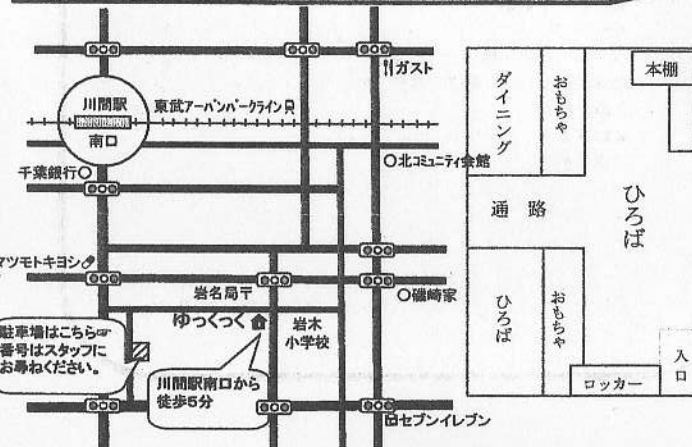 ガスト
川間駅
東武アーバンパークライン
南口
北コミュニティ会館
千葉銀行
マツモトキヨシ
岩名局〒
磯崎家
ゆっくっく
岩木
小学校
駐車場はこちら☞
番号はスタッフに
お尋ねください。
川間駅南口から
徒歩5分
セブンイレブン
ダイニング
おもちゃ
本棚
通路
ひろば
ひろば
おもちゃ
ロッカー
入口